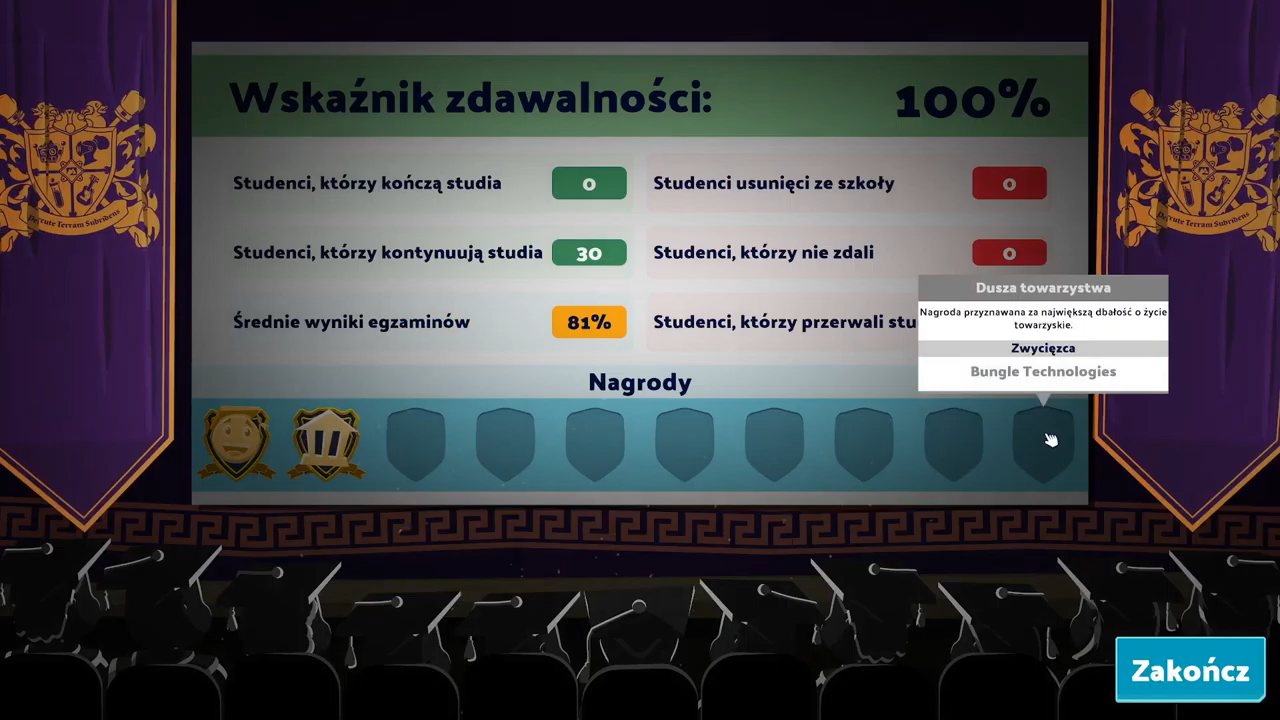 Wskaźnik zdawalności: 100%
Studenci, którzy kończą studia 0
Studenci usunięci ze szkoły 0
Studenci, którzy kontynuują studia 30
Studenci, którzy nie zdali 0
Średnie wyniki egzaminów 81%
Studenci, którzy przerwali stu
Dusza towarzystwa
Nagroda przyznawana za największą dbałość o życie
towarzyskie.
Zwycięzca
Bungle Technologies
Nagrody
Zakończ